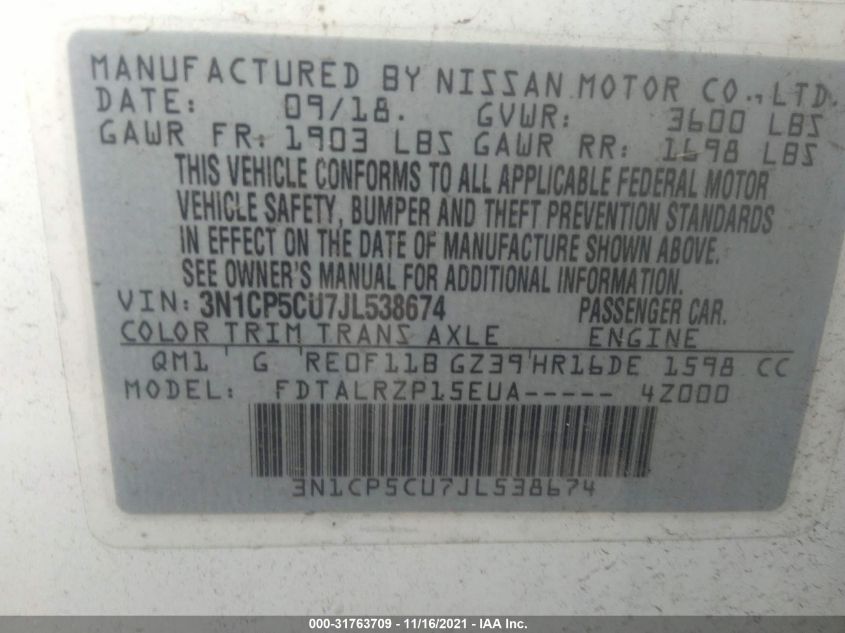 MANUFACTURED BY NISSAN MOTOR CO., LTD.
DATE: 09/18. GVWR: 3600 LBS
GAWR FR: 1903 LBS GAWR RR: 1698 LBS
THIS VEHICLE CONFORMS TO ALL APPLICABLE FEDERAL MOTOR
VEHICLE SAFETY, BUMPER AND THEFT PREVENTION STANDARDS
IN EFFECT ON THE DATE OF MANUFACTURE SHOWN ABOVE.
SEE OWNER'S MANUAL FOR ADDITIONAL INFORMATION.
VIN: 3N1CP5CU7JL538674 PASSENGER CAR.
COLOR TRIM TRANS AXLE ENGINE
QM1 G RE0F11B GZ39 HR16DE 1598 CC
MODEL: FDTALRZP15EUA----- 4Z000
3N1CP5CU7JL538674
000-31763709 - 11/16/2021 - IAA Inc.